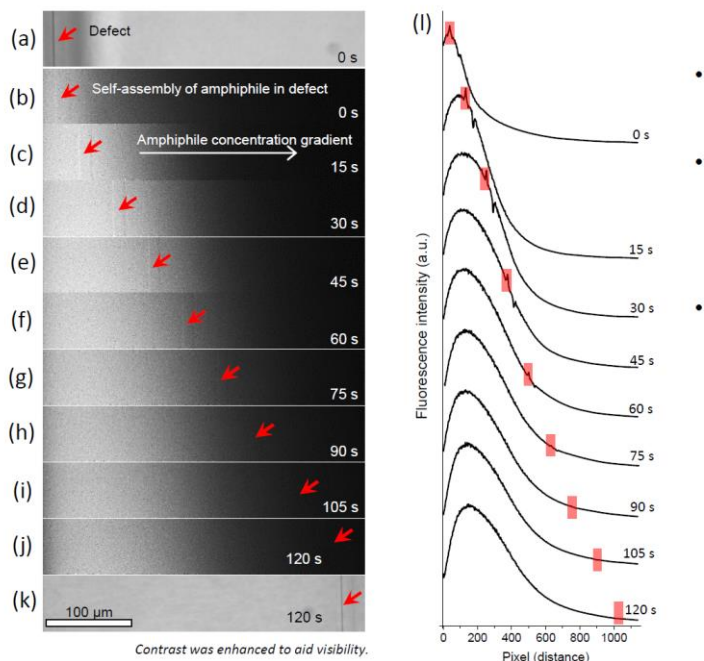 (a)
Defect
0 s
(b)
Self-assembly of amphiphile in defect
0 s
(c)
Amphiphile concentration gradient
15 s
(d)
30 s
(e)
45 s
(f)
60 s
(g)
75 s
(h)
90 s
(i)
105 s
(j)
120 s
(k)
120 s
100 µm
Contrast was enhanced to aid visibility.
(l)
Fluorescence intensity (a.u.)
0 s
15 s
30 s
45 s
60 s
75 s
90 s
105 s
120 s
0 200 400 600 800 1000
Pixel (distance)
•
•
•